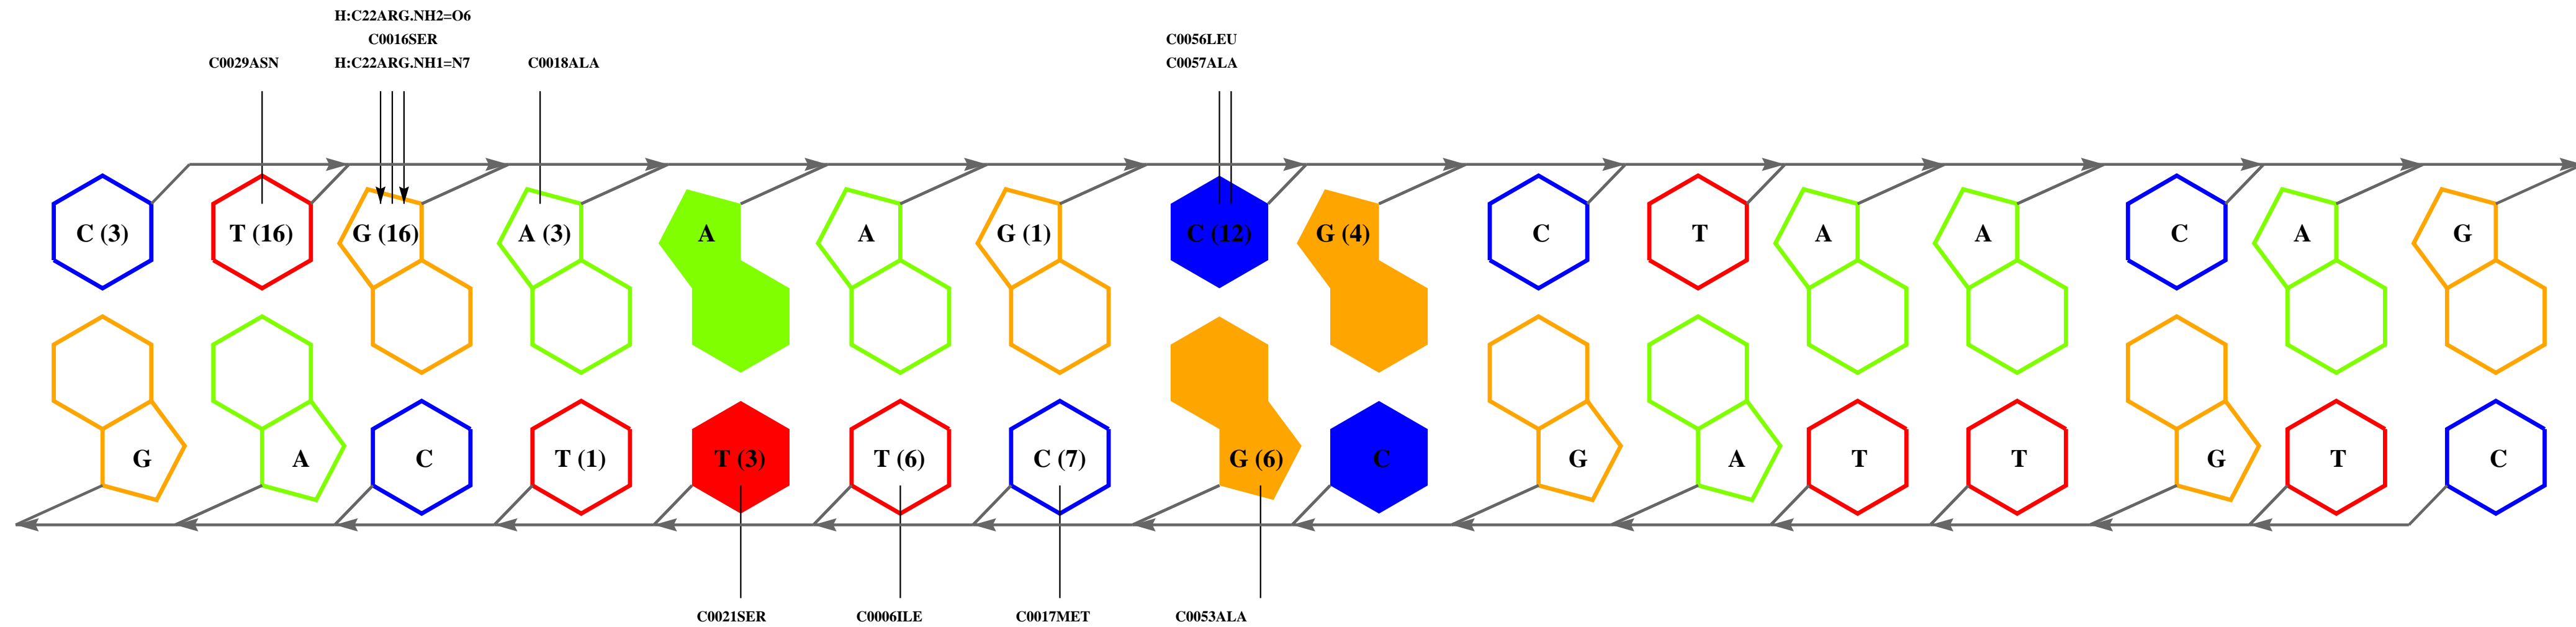 H:C22ARG.NH2=O6
C0016SER
C0056LEU
C0029ASN H:C22ARG.NH1=N7 C0018ALA C0057ALA
C (3) T (16) G (16) A (3) A A G (1) C (12) G (4) C T A A C A G
G A C T (1) T (3) T (6) C (7) G (6) C G A T T G T C
C0021SER C0006ILE C0017MET C0053ALA